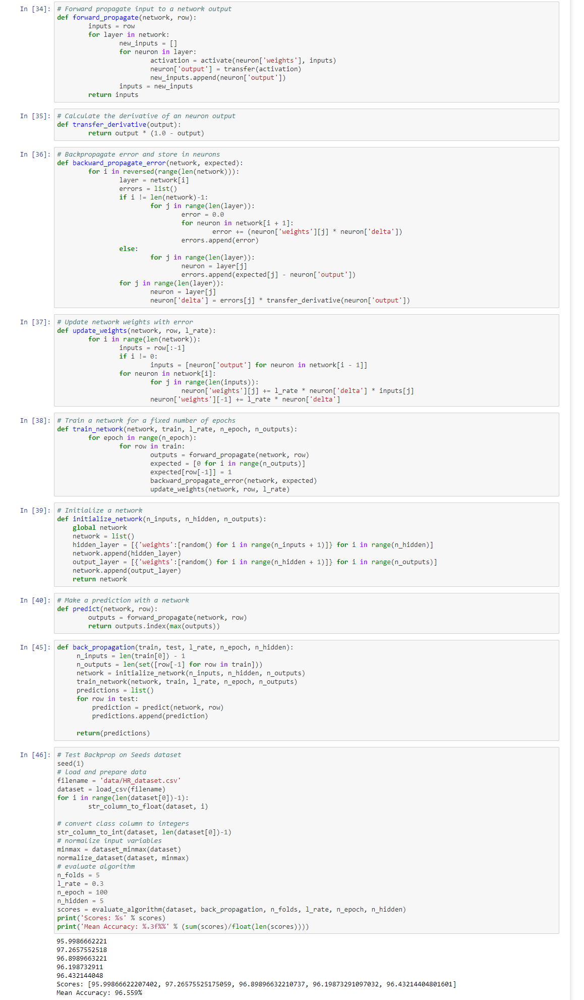 In [34]: # Forward propagate input to a network output
def forward_propagate(network, row):
        inputs = row
        for layer in network:
                new_inputs = []
                for neuron in layer:
                        activation = activate(neuron['weights'], inputs)
                        neuron['output'] = transfer(activation)
                        new_inputs.append(neuron['output'])
                inputs = new_inputs
        return inputs
In [35]: # Calculate the derivative of an neuron output
def transfer_derivative(output):
        return output * (1.0 - output)
In [36]: # Backpropagate error and store in neurons
def backward_propagate_error(network, expected):
        for i in reversed(range(len(network))):
                layer = network[i]
                errors = list()
                if i != len(network)-1:
                        for j in range(len(layer)):
                                error = 0.0
                                for neuron in network[i + 1]:
                                        error += (neuron['weights'][j] * neuron['delta'])
                                errors.append(error)
                else:
                        for j in range(len(layer)):
                                neuron = layer[j]
                                errors.append(expected[j] - neuron['output'])
                for j in range(len(layer)):
                        neuron = layer[j]
                        neuron['delta'] = errors[j] * transfer_derivative(neuron['output'])
In [37]: # Update network weights with error
def update_weights(network, row, l_rate):
        for i in range(len(network)):
                inputs = row[:-1]
                if i != 0:
                        inputs = [neuron['output'] for neuron in network[i - 1]]
                for neuron in network[i]:
                        for j in range(len(inputs)):
                                neuron['weights'][j] += l_rate * neuron['delta'] * inputs[j]
                        neuron['weights'][-1] += l_rate * neuron['delta']
In [38]: # Train a network for a fixed number of epochs
def train_network(network, train, l_rate, n_epoch, n_outputs):
        for epoch in range(n_epoch):
                for row in train:
                        outputs = forward_propagate(network, row)
                        expected = [0 for i in range(n_outputs)]
                        expected[row[-1]] = 1
                        backward_propagate_error(network, expected)
                        update_weights(network, row, l_rate)
In [39]: # Initialize a network
def initialize_network(n_inputs, n_hidden, n_outputs):
    global network
    network = list()
    hidden_layer = [{'weights':[random() for i in range(n_inputs + 1)]} for i in range(n_hidden)]
    network.append(hidden_layer)
    output_layer = [{'weights':[random() for i in range(n_hidden + 1)]} for i in range(n_outputs)]
    network.append(output_layer)
    return network
In [40]: # Make a prediction with a network
def predict(network, row):
        outputs = forward_propagate(network, row)
        return outputs.index(max(outputs))
In [45]: def back_propagation(train, test, l_rate, n_epoch, n_hidden):
     n_inputs = len(train[0]) - 1
     n_outputs = len(set([row[-1] for row in train]))
     network = initialize_network(n_inputs, n_hidden, n_outputs)
     train_network(network, train, l_rate, n_epoch, n_outputs)
     predictions = list()
     for row in test:
         prediction = predict(network, row)
         predictions.append(prediction)
     return(predictions)
In [46]: # Test Backprop on Seeds dataset
seed(1)
# load and prepare data
filename = 'data/HR_dataset.csv'
dataset = load_csv(filename)
for i in range(len(dataset[0])-1):
        str_column_to_float(dataset, i)
# convert class column to integers
str_column_to_int(dataset, len(dataset[0])-1)
# normalize input variables
minmax = dataset_minmax(dataset)
normalize_dataset(dataset, minmax)
# evaluate algorithm
n_folds = 5
l_rate = 0.3
n_epoch = 100
n_hidden = 5
scores = evaluate_algorithm(dataset, back_propagation, n_folds, l_rate, n_epoch, n_hidden)
print('Scores: %s' % scores)
print('Mean Accuracy: %.3f%%' % (sum(scores)/float(len(scores))))
95.9986662221
97.2657552518
96.8989663221
96.198732911
96.432144048
Scores: [95.99866622207402, 97.26575525175059, 96.89896632210737, 96.19873291097032, 96.43214404801601]
Mean Accuracy: 96.559%